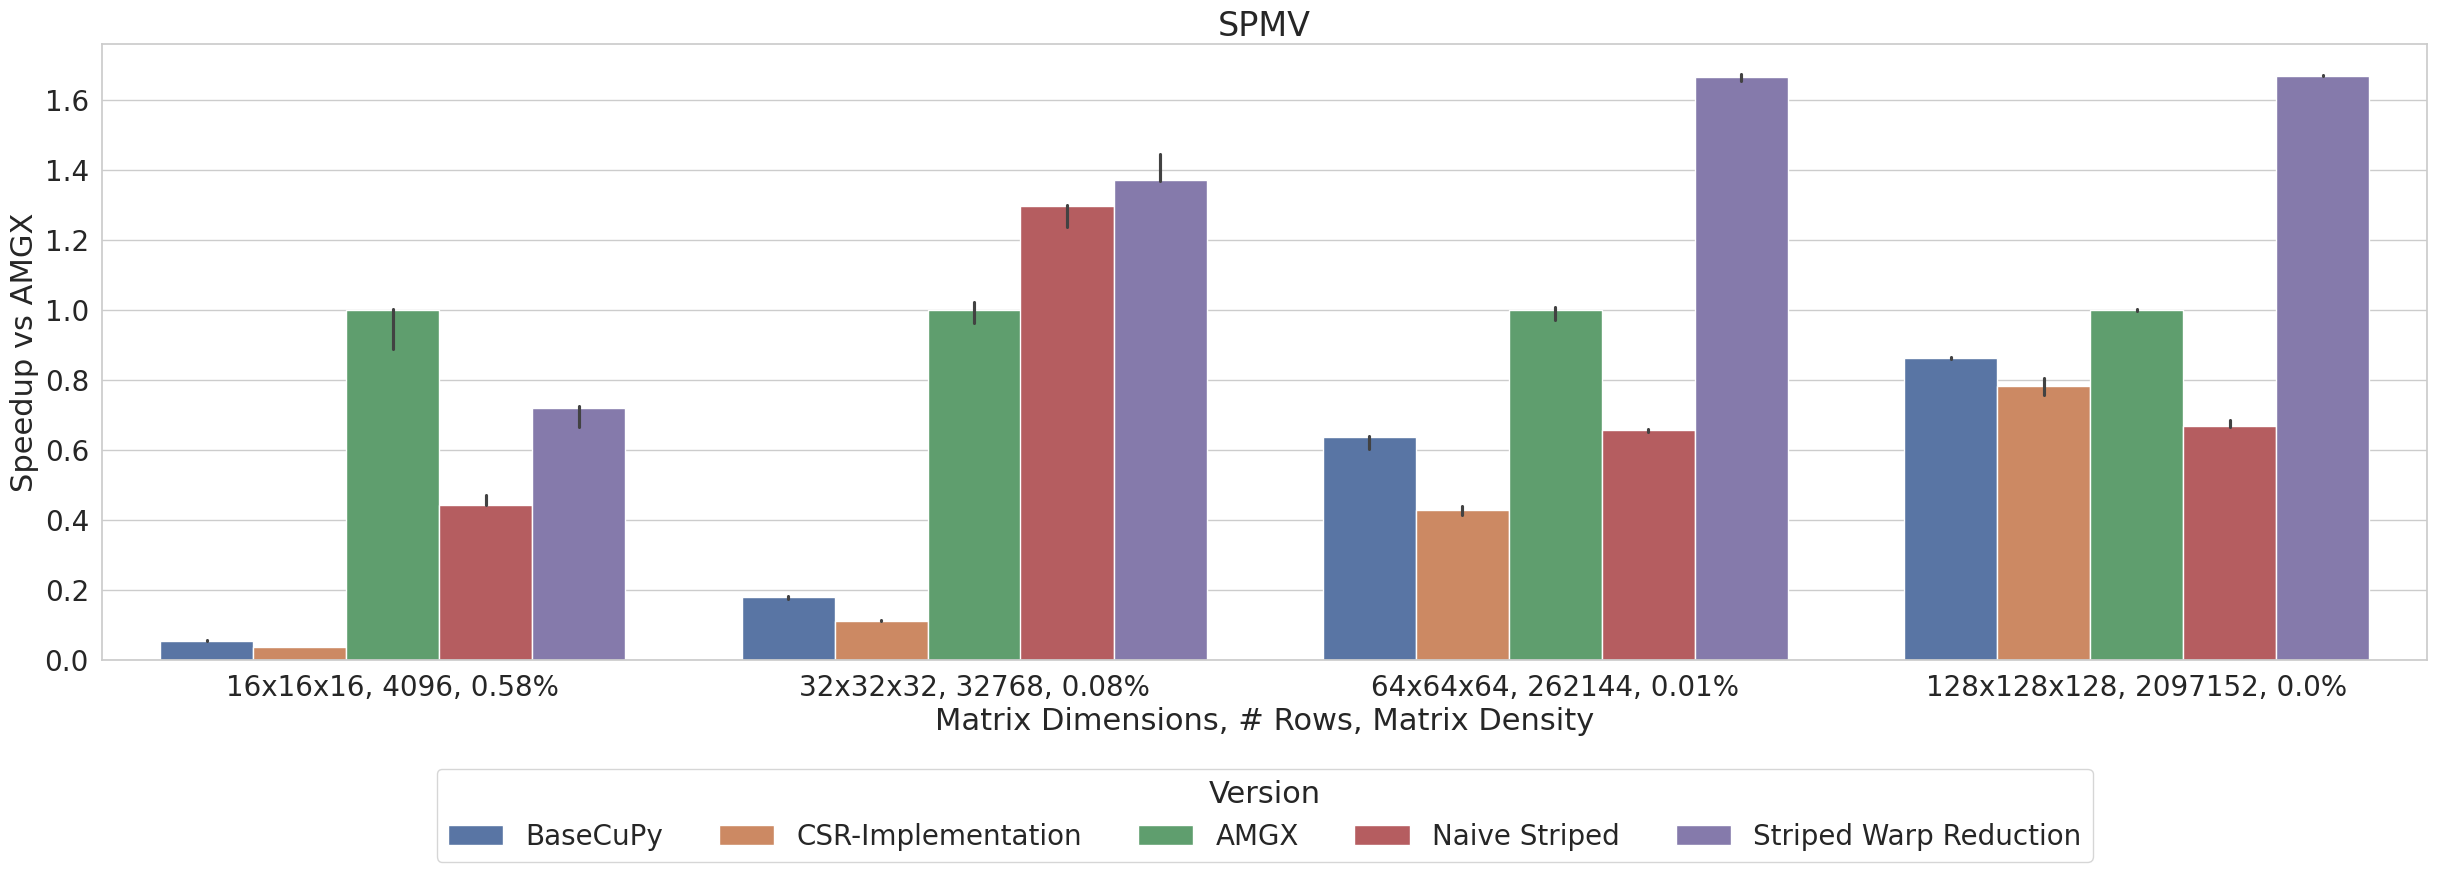 SPMV
Speedup vs AMGX
1.6
1.4
1.2
1.0
0.8
0.6
0.4
0.2
0.0
16x16x16, 4096, 0.58%
32x32x32, 32768, 0.08%
64x64x64, 262144, 0.01%
128x128x128, 2097152, 0.0%
Matrix Dimensions, # Rows, Matrix Density
Version
BaseCuPy
CSR-Implementation
AMGX
Naive Striped
Striped Warp Reduction